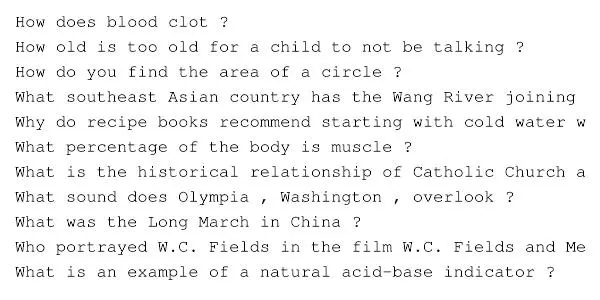 How does blood clot ?
How old is too old for a child to not be talking ?
How do you find the area of a circle ?
What southeast Asian country has the Wang River joining
Why do recipe books recommend starting with cold water w
What percentage of the body is muscle ?
What is the historical relationship of Catholic Church a
What sound does Olympia , Washington , overlook ?
What was the Long March in China ?
Who portrayed W.C. Fields in the film W.C. Fields and Me
What is an example of a natural acid-base indicator ?